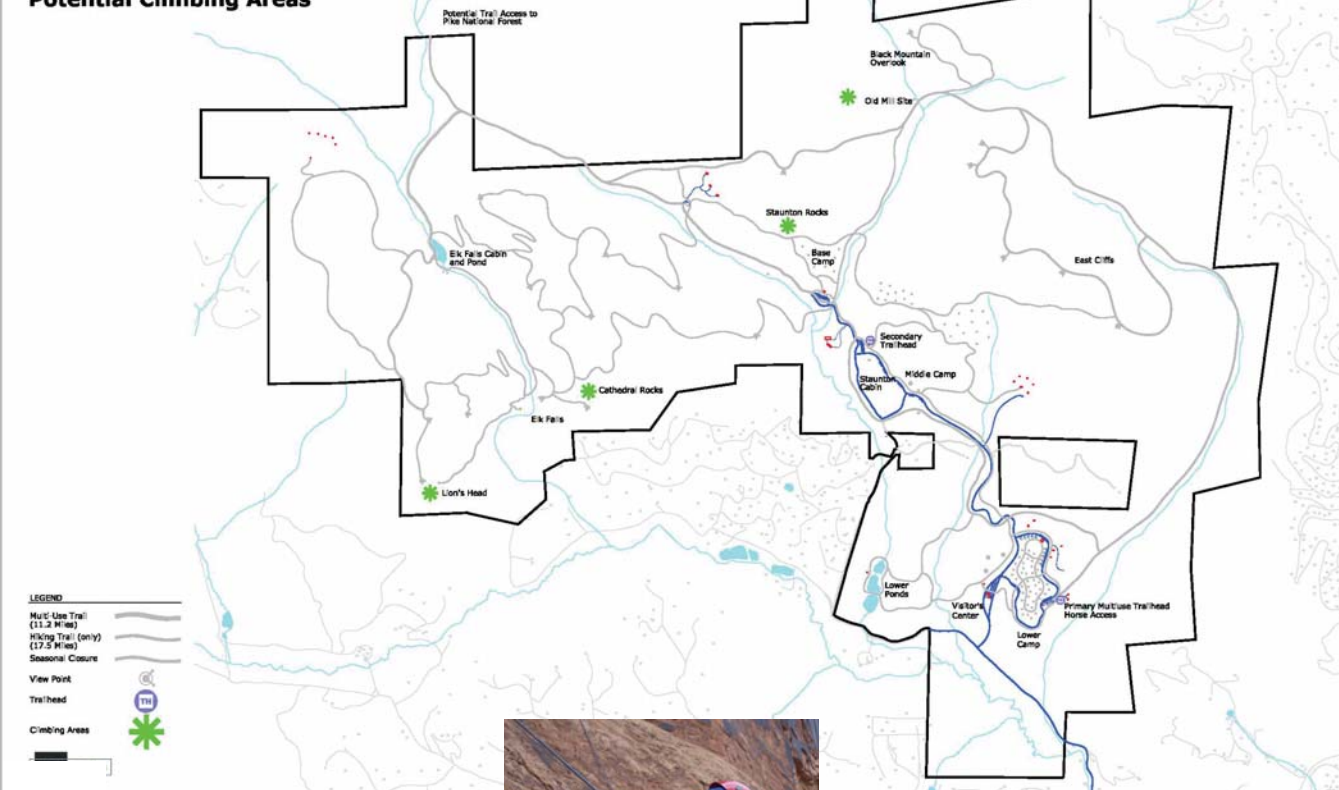 Potential Climbing Areas
Potential Trail Access to
Pike National Forest
Black Mountain
Overlook
Old Mill Site
Staunton Rocks
Base
Camp
Elk Falls Cabin
and Pond
East Cliffs
Secondary
Trailhead
Staunton
Cabin
Middle Camp
Cathedral Rocks
Elk Falls
Lion's Head
Lower
Ponds
Visitor's
Center
Primary Multiuse Trailhead
Horse Access
Lower
Camp
LEGEND
Multi-Use Trail
(11.2 Miles)
Hiking Trail (only)
(17.5 Miles)
Seasonal Closure
View Point
Trailhead
TH
Climbing Areas